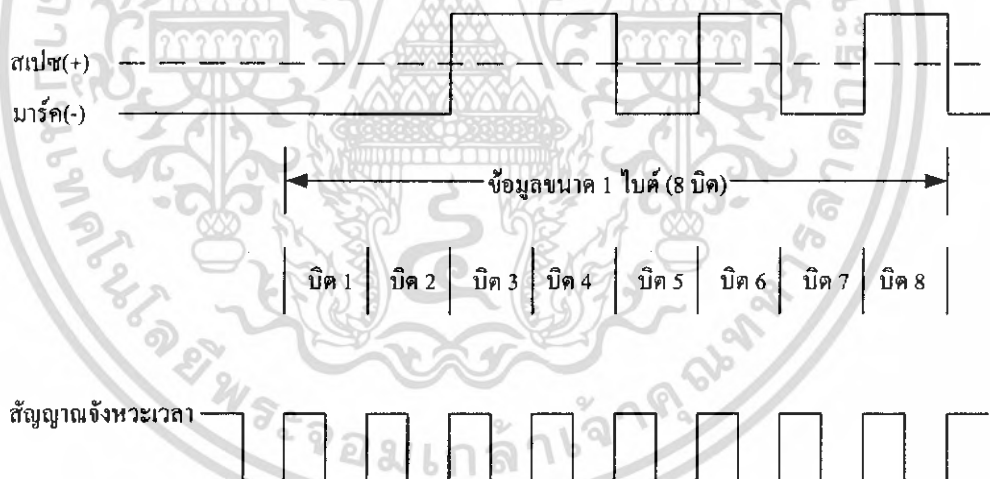 สเปซ(+)
มาร์ค(-)
ข้อมูลขนาด 1 ไบต์ (8 บิต)
บิต 1 บิต 2 บิต 3 บิต 4 บิต 5 บิต 6 บิต 7 บิต 8
สัญญาณจังหวะเวลา